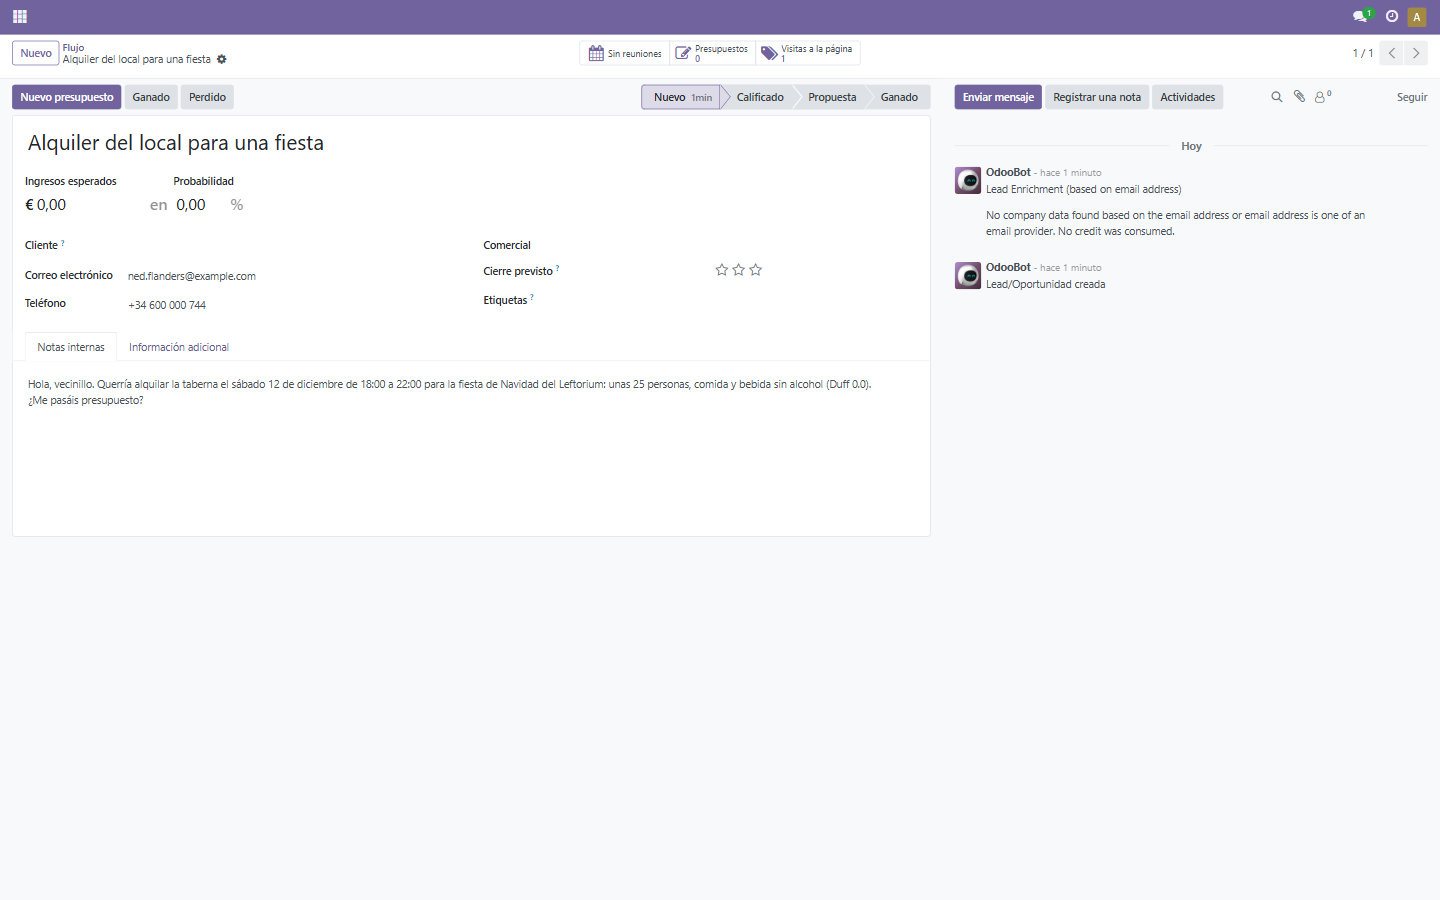 1
A
Nuevo
Flujo
Alquiler del local para una fiesta
Sin reuniones
Presupuestos
0
Visitas a la página
1
1 / 1
Nuevo presupuesto
Ganado
Perdido
Nuevo 1min
Calificado
Propuesta
Ganado
Enviar mensaje
Registrar una nota
Actividades
0
Seguir
Alquiler del local para una fiesta
Ingresos esperados
Probabilidad
€ 0,00
en 0,00 %
Cliente ?
Correo electrónico ned.flanders@example.com
Teléfono +34 600 000 744
Comercial
Cierre previsto ?
Etiquetas ?
Notas internas
Información adicional
Hola, vecinillo. Querría alquilar la taberna el sábado 12 de diciembre de 18:00 a 22:00 para la fiesta de Navidad del Leftorium: unas 25 personas, comida y bebida sin alcohol (Duff 0.0).
¿Me pasáis presupuesto?
Hoy
OdooBot - hace 1 minuto
Lead Enrichment (based on email address)
No company data found based on the email address or email address is one of an
email provider. No credit was consumed.
OdooBot - hace 1 minuto
Lead/Oportunidad creada